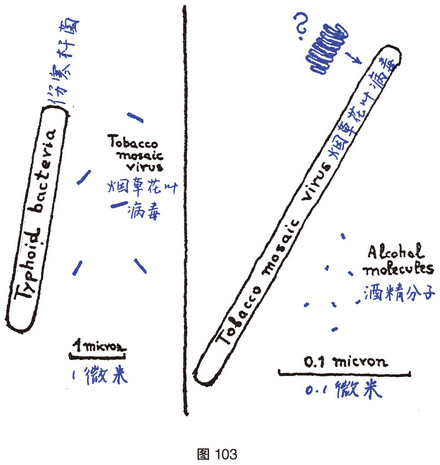 伤寒杆菌
Typhoid bacteria
Tobacco
mosaic
virus
烟草花叶
病毒
1 micron
1 微米
?
Tobacco mosaic virus 烟草花叶病毒
Alcohol
molecules
酒精分子
0.1 micron
0.1 微米
图 103